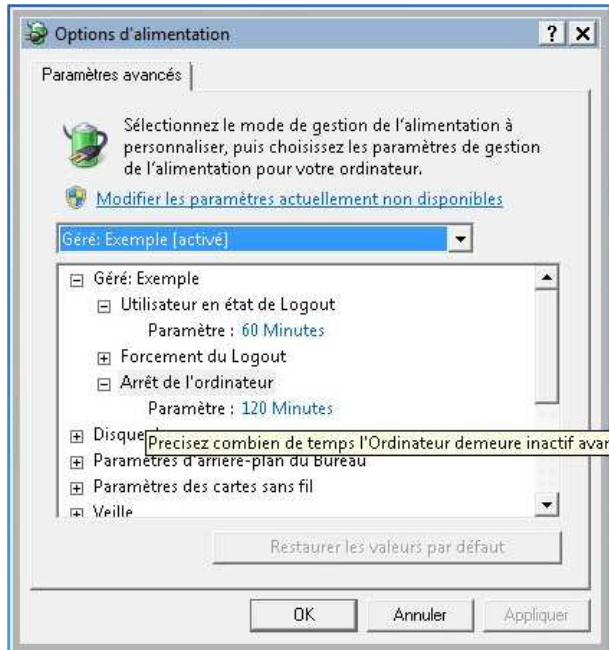 Options d'alimentation
Paramètres avancés
Sélectionnez le mode de gestion de l'alimentation à
personnaliser, puis choisissez les paramètres de gestion
de l'alimentation pour votre ordinateur.
Modifier les paramètres actuellement non disponibles
Géré: Exemple [activé]
Géré: Exemple
Utilisateur en état de Logout
Paramètre : 60 Minutes
Forcement du Logout
Arrêt de l'ordinateur
Paramètre : 120 Minutes
Disque
Precisez combien de temps l'Ordinateur demeure inactif avan
Paramètres d'arrière-plan du Bureau
Paramètres des cartes sans fil
Veille
Restaurer les valeurs par défaut
OK Annuler Appliquer